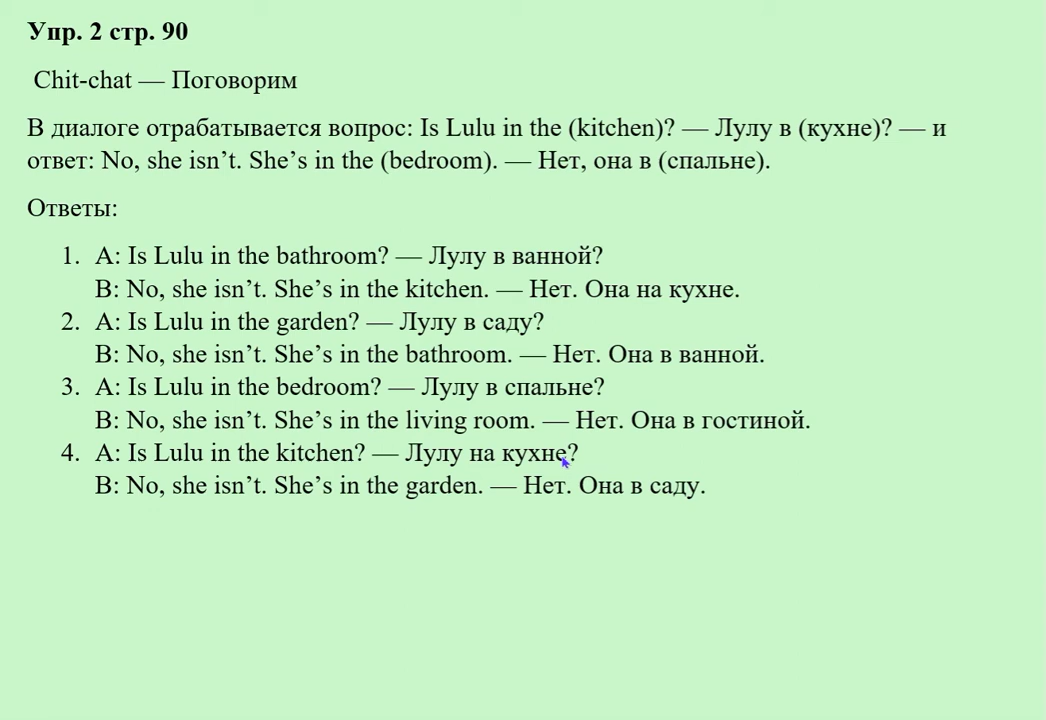 Упр. 2 стр. 90
Chit-chat — Поговорим
В диалоге отрабатывается вопрос: Is Lulu in the (kitchen)? — Лулу в (кухне)? — и
ответ: No, she isn’t. She’s in the (bedroom). — Нет, она в (спальне).
Ответы:
1. A: Is Lulu in the bathroom? — Лулу в ванной?
B: No, she isn’t. She’s in the kitchen. — Нет. Она на кухне.
2. A: Is Lulu in the garden? — Лулу в саду?
B: No, she isn’t. She’s in the bathroom. — Нет. Она в ванной.
3. A: Is Lulu in the bedroom? — Лулу в спальне?
B: No, she isn’t. She’s in the living room. — Нет. Она в гостиной.
4. A: Is Lulu in the kitchen? — Лулу на кухне?
B: No, she isn’t. She’s in the garden. — Нет. Она в саду.